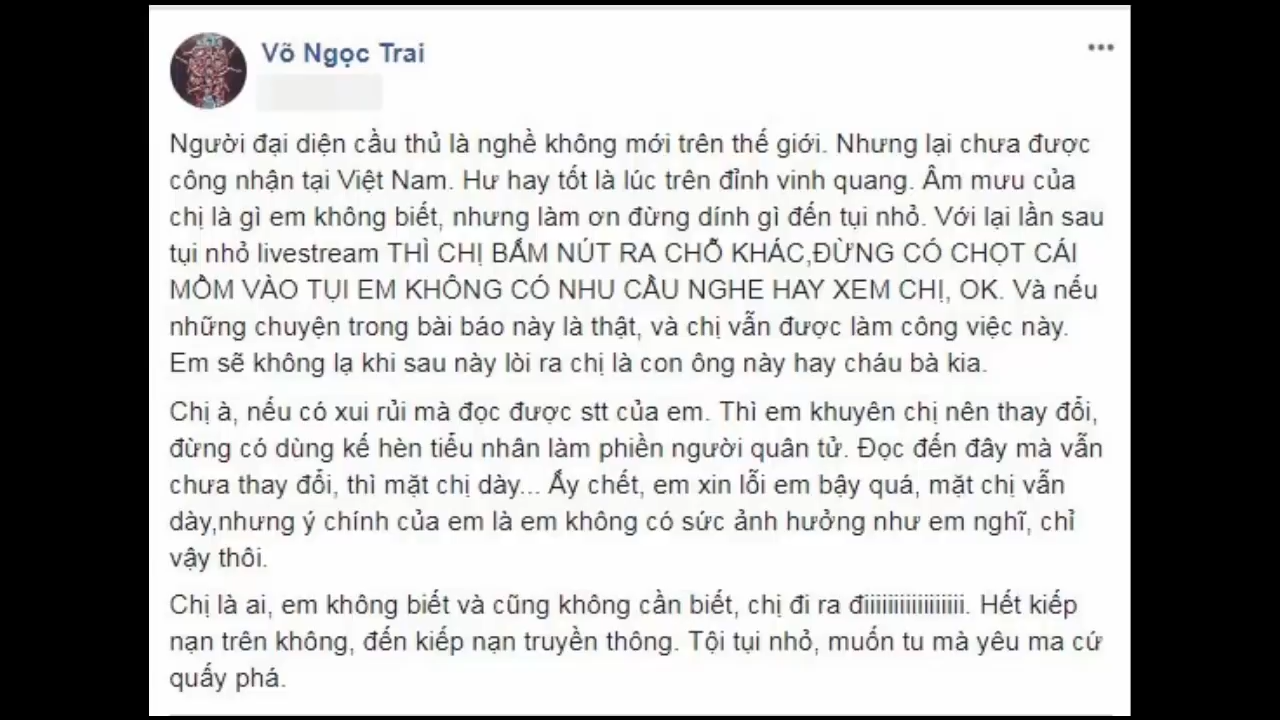 Võ Ngọc Trai
Người đại diện cầu thủ là nghề không mới trên thế giới. Nhưng lại chưa được
công nhận tại Việt Nam. Hư hay tốt là lúc trên đỉnh vinh quang. Âm mưu của
chị là gì em không biết, nhưng làm ơn đừng dính gì đến tụi nhỏ. Với lại lần sau
tụi nhỏ livestream THÌ CHỊ BẤM NÚT RA CHỖ KHÁC,ĐỪNG CÓ CHỌT CÁI
MỒM VÀO TỤI EM KHÔNG CÓ NHU CẦU NGHE HAY XEM CHỊ, OK. Và nếu
những chuyện trong bài báo này là thật, và chị vẫn được làm công việc này.
Em sẽ không lạ khi sau này lòi ra chị là con ông này hay cháu bà kia.
Chị à, nếu có xui rủi mà đọc được stt của em. Thì em khuyên chị nên thay đổi,
đừng có dùng kế hèn tiểu nhân làm phiền người quân tử. Đọc đến đây mà vẫn
chưa thay đổi, thì mặt chị dày... Ấy chết, em xin lỗi em bậy quá, mặt chị vẫn
dày,nhưng ý chính của em là em không có sức ảnh hưởng như em nghĩ, chỉ
vậy thôi.
Chị là ai, em không biết và cũng không cần biết, chị đi ra điiiiiiiiiiiiiiiiii. Hết kiếp
nạn trên không, đến kiếp nạn truyền thông. Tội tụi nhỏ, muốn tu mà yêu ma cứ
quấy phá.